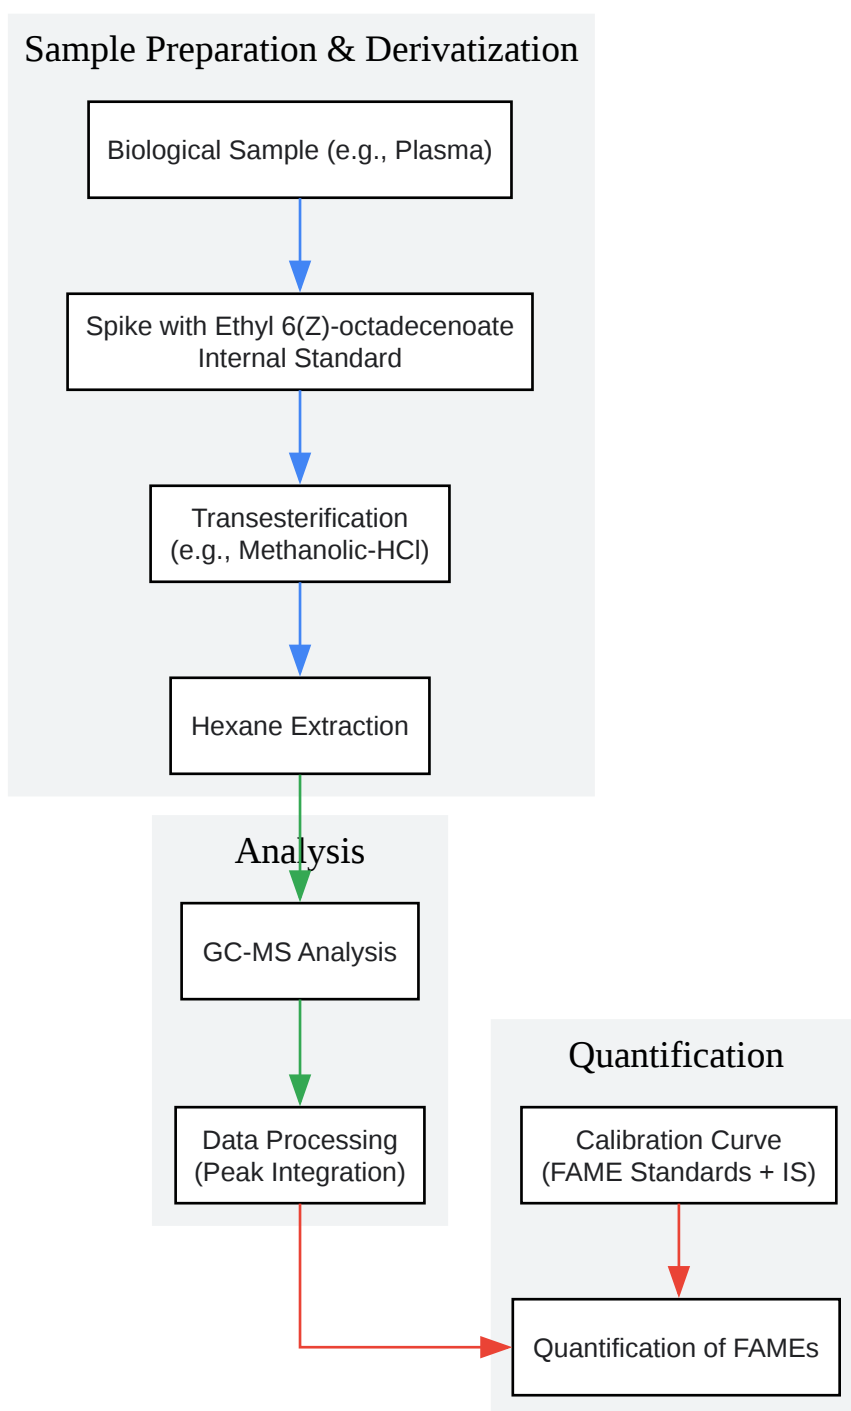 Sample Preparation & Derivatization
Biological Sample (e.g., Plasma)
Spike with Ethyl 6(Z)-octadecenoate
Internal Standard
Transesterification
(e.g., Methanolic-HCl)
Hexane Extraction
Analysis
GC-MS Analysis
Data Processing
(Peak Integration)
Quantification
Calibration Curve
(FAME Standards + IS)
Quantification of FAMEs